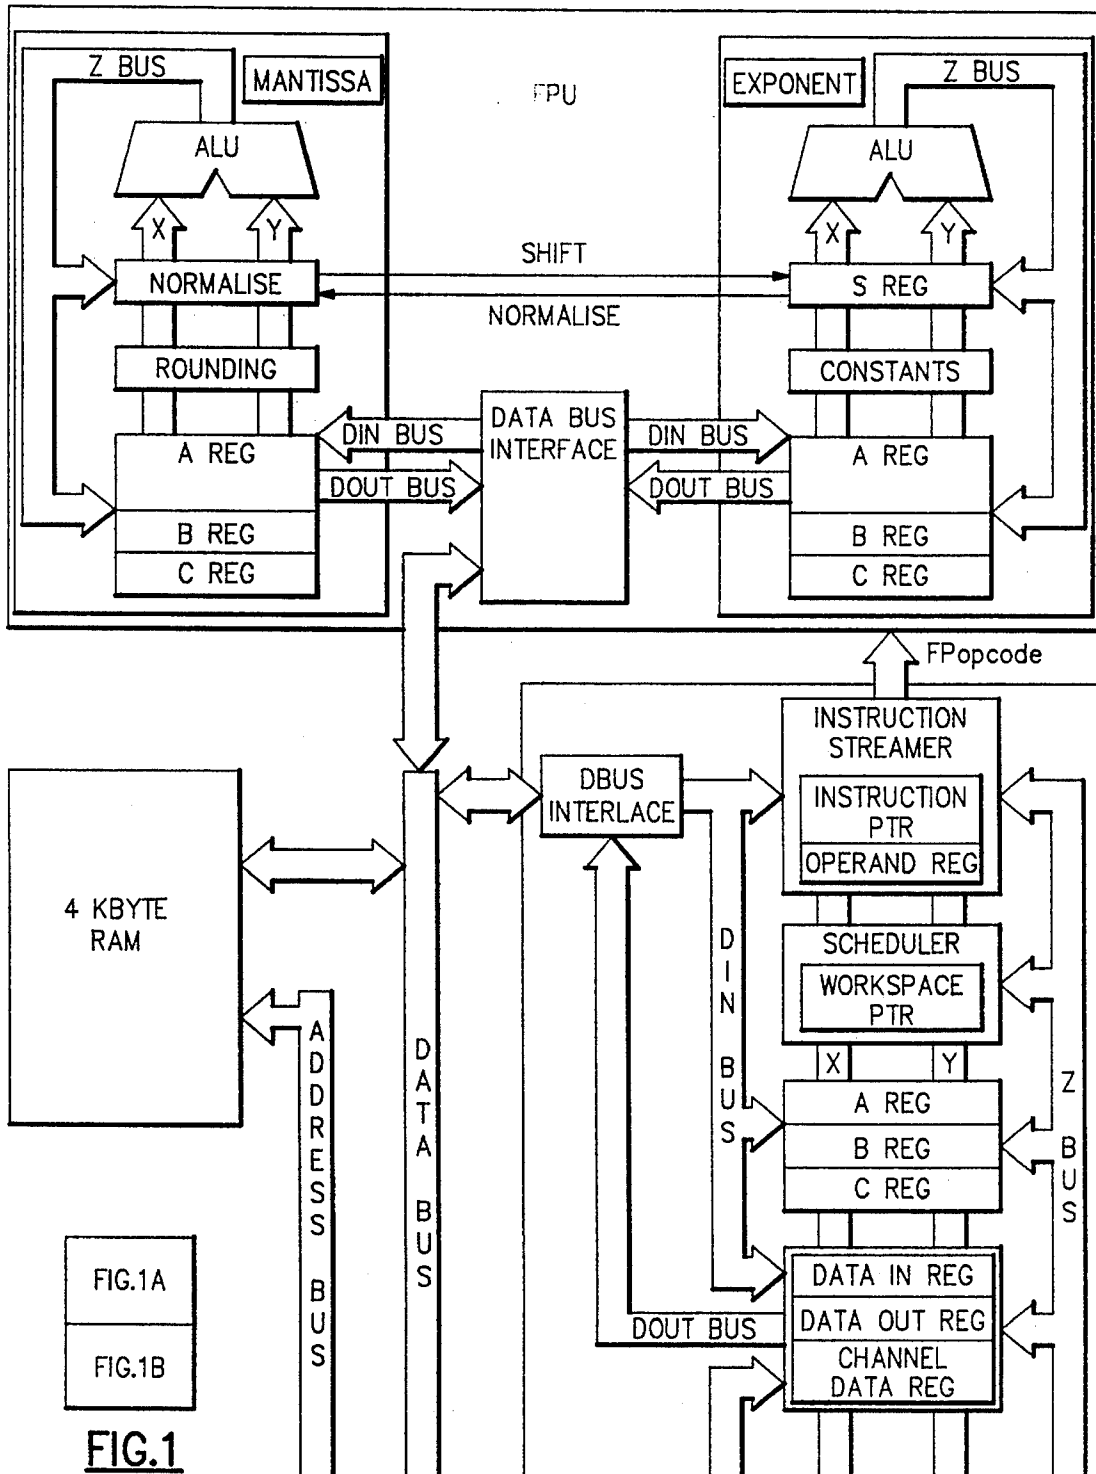 Z BUS
MANTISSA
FPU
EXPONENT
Z BUS
ALU
ALU
X
Y
X
Y
NORMALISE
SHIFT
S REG
NORMALISE
ROUNDING
CONSTANTS
DATA BUS
INTERFACE
DIN BUS
DIN BUS
A REG
A REG
DOUT BUS
DOUT BUS
B REG
B REG
C REG
C REG
FPopcode
INSTRUCTION
STREAMER
DBUS
INTERLACE
INSTRUCTION
PTR
OPERAND REG
4 KBYTE
RAM
SCHEDULER
WORKSPACE
PTR
DIN BUS
ADDRESS BUS
DATA BUS
X
Y
Z BUS
A REG
B REG
C REG
FIG.1A
DATA IN REG
DATA OUT REG
DOUT BUS
CHANNEL
DATA REG
FIG.1B
FIG.1